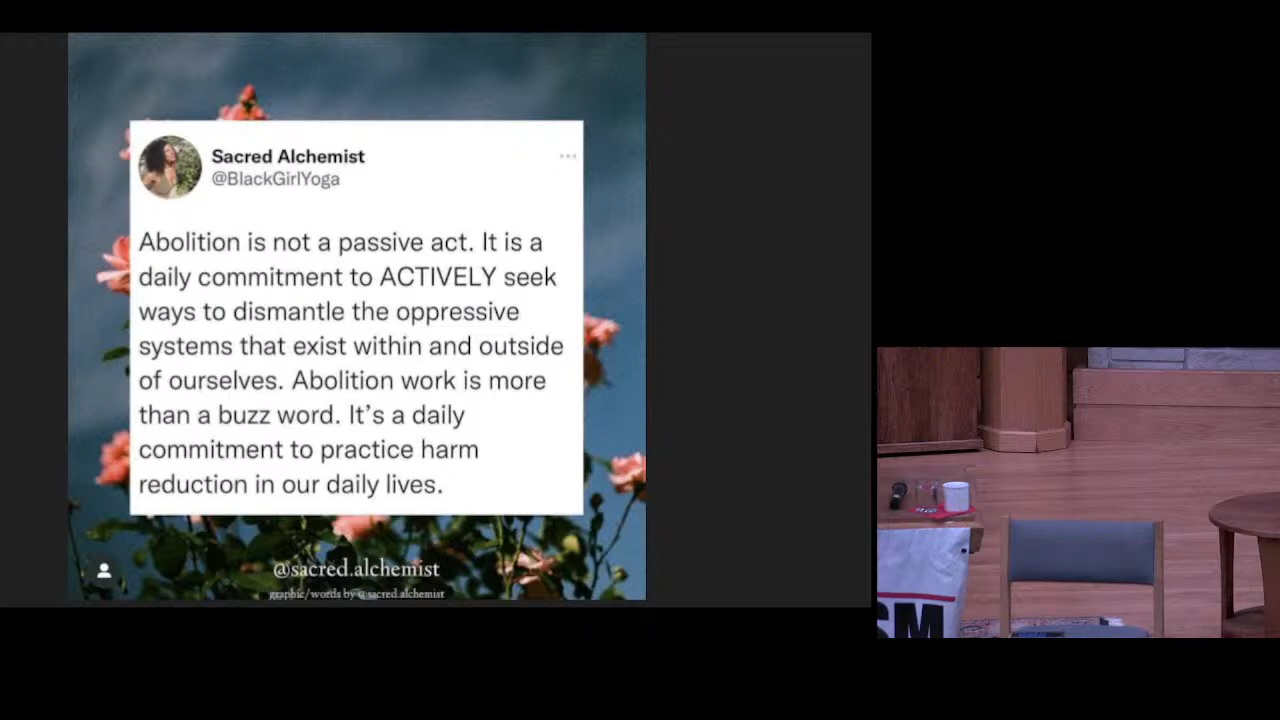 Sacred Alchemist
@BlackGirlYoga
Abolition is not a passive act. It is a
daily commitment to ACTIVELY seek
ways to dismantle the oppressive
systems that exist within and outside
of ourselves. Abolition work is more
than a buzz word. It’s a daily
commitment to practice harm
reduction in our daily lives.
@sacred.alchemist
graphic/words by @sacred.alchemist
SM